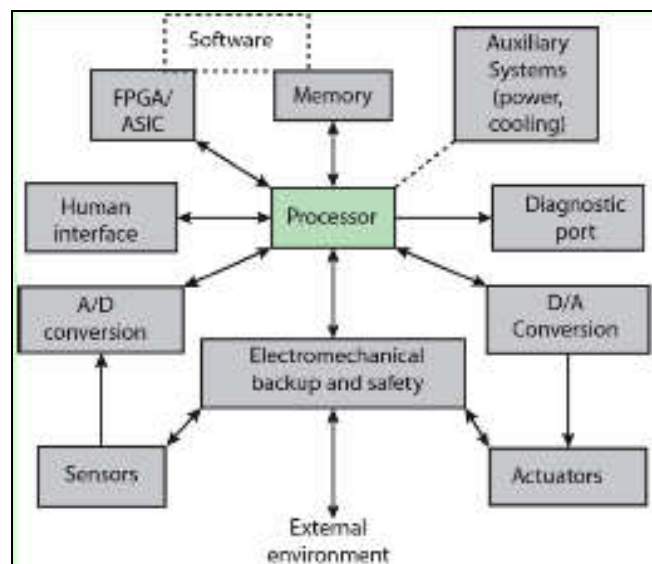 Software
FPGA/
ASIC
Memory
Auxiliary
Systems
(power,
cooling)
Human
interface
Processor
Diagnostic
port
A/D
conversion
D/A
Conversion
Electromechanical
backup and safety
Sensors
Actuators
External
environment